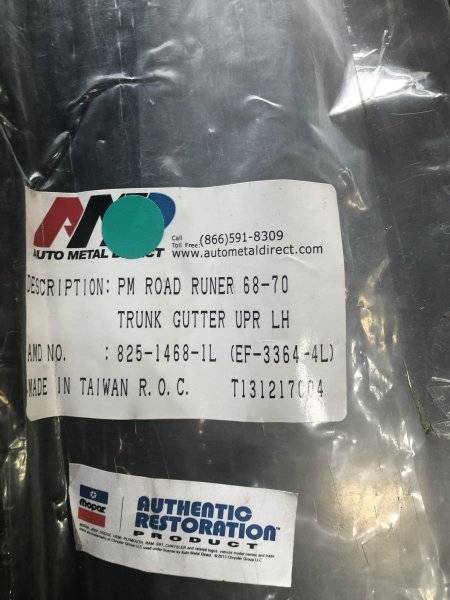 AMD
Call
Toll Free: (866)591-8309
AUTO METAL DIRECT www.autometaldirect.com
DESCRIPTION: PM ROAD RUNER 68-70
TRUNK GUTTER UPR LH
AMD NO. : 825-1468-1L (EF-3364-4L)
MADE IN TAIWAN R.O.C. T131217004
mopar
AUTHENTIC
RESTORATION
PRODUCT